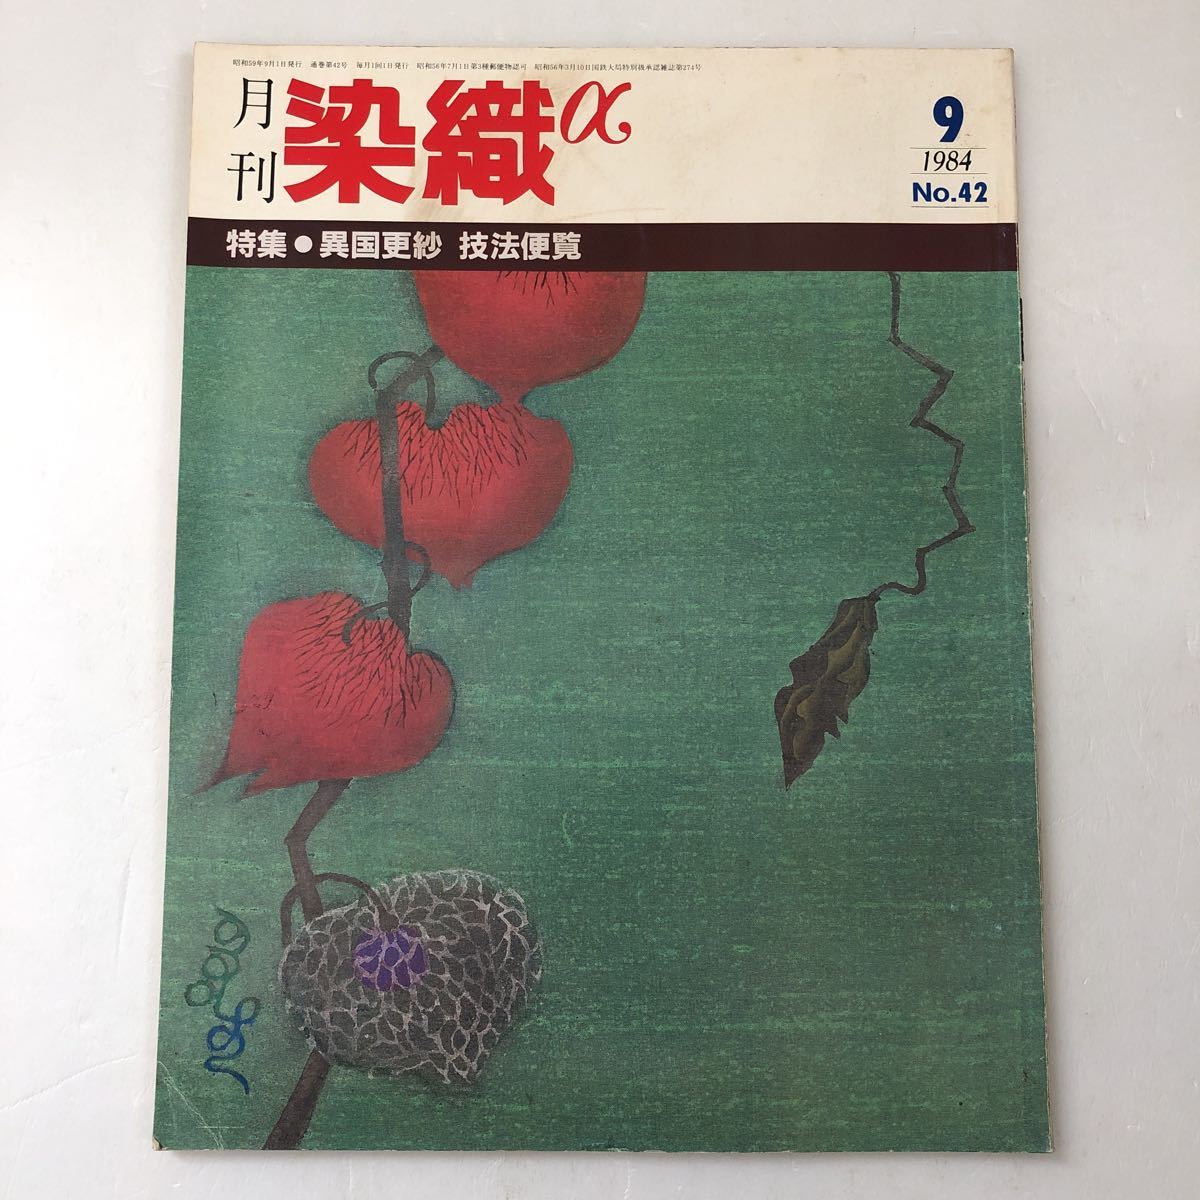 昭和59年9月1日発行　通巻第42号　毎月1回1日発行　昭和56年7月1日第3種郵便物認可　昭和56年3月10日国鉄大局特別扱承認雑誌第274号
月刊 染織α
9
1984
No.42
特集●異国更紗 技法便覧